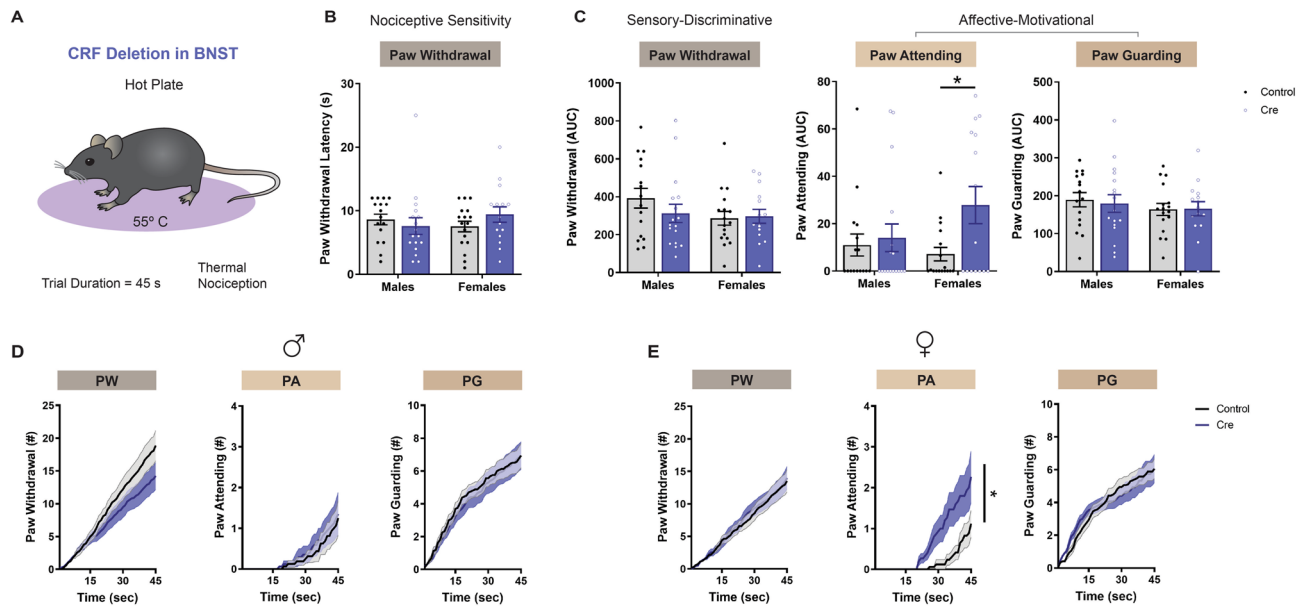 A
CRF Deletion in BNST
Hot Plate
55º C
Trial Duration = 45 s
Thermal
Nociception
B
Nociceptive Sensitivity
Paw Withdrawal
Paw Withdrawal Latency (s)
30
20
10
0
Males
Females
C
Sensory-Discriminative
Paw Withdrawal
Paw Withdrawal (AUC)
1000
800
600
400
200
0
Males
Females
Affective-Motivational
Paw Attending
Paw Attending (AUC)
80
60
40
20
0
*
Males
Females
Paw Guarding
Paw Guarding (AUC)
500
400
300
200
100
0
Males
Females
Control
Cre
D
♂
PW
Paw Withdrawal (#)
25
20
15
10
5
0
15
30
45
Time (sec)
PA
Paw Attending (#)
4
3
2
1
0
15
30
45
Time (sec)
PG
Paw Guarding (#)
10
8
6
4
2
0
15
30
45
Time (sec)
E
♀
PW
Paw Withdrawal (#)
25
20
15
10
5
0
15
30
45
Time (sec)
PA
Paw Attending (#)
4
3
2
1
0
*
15
30
45
Time (sec)
PG
Paw Guarding (#)
10
8
6
4
2
0
15
30
45
Time (sec)
Control
Cre